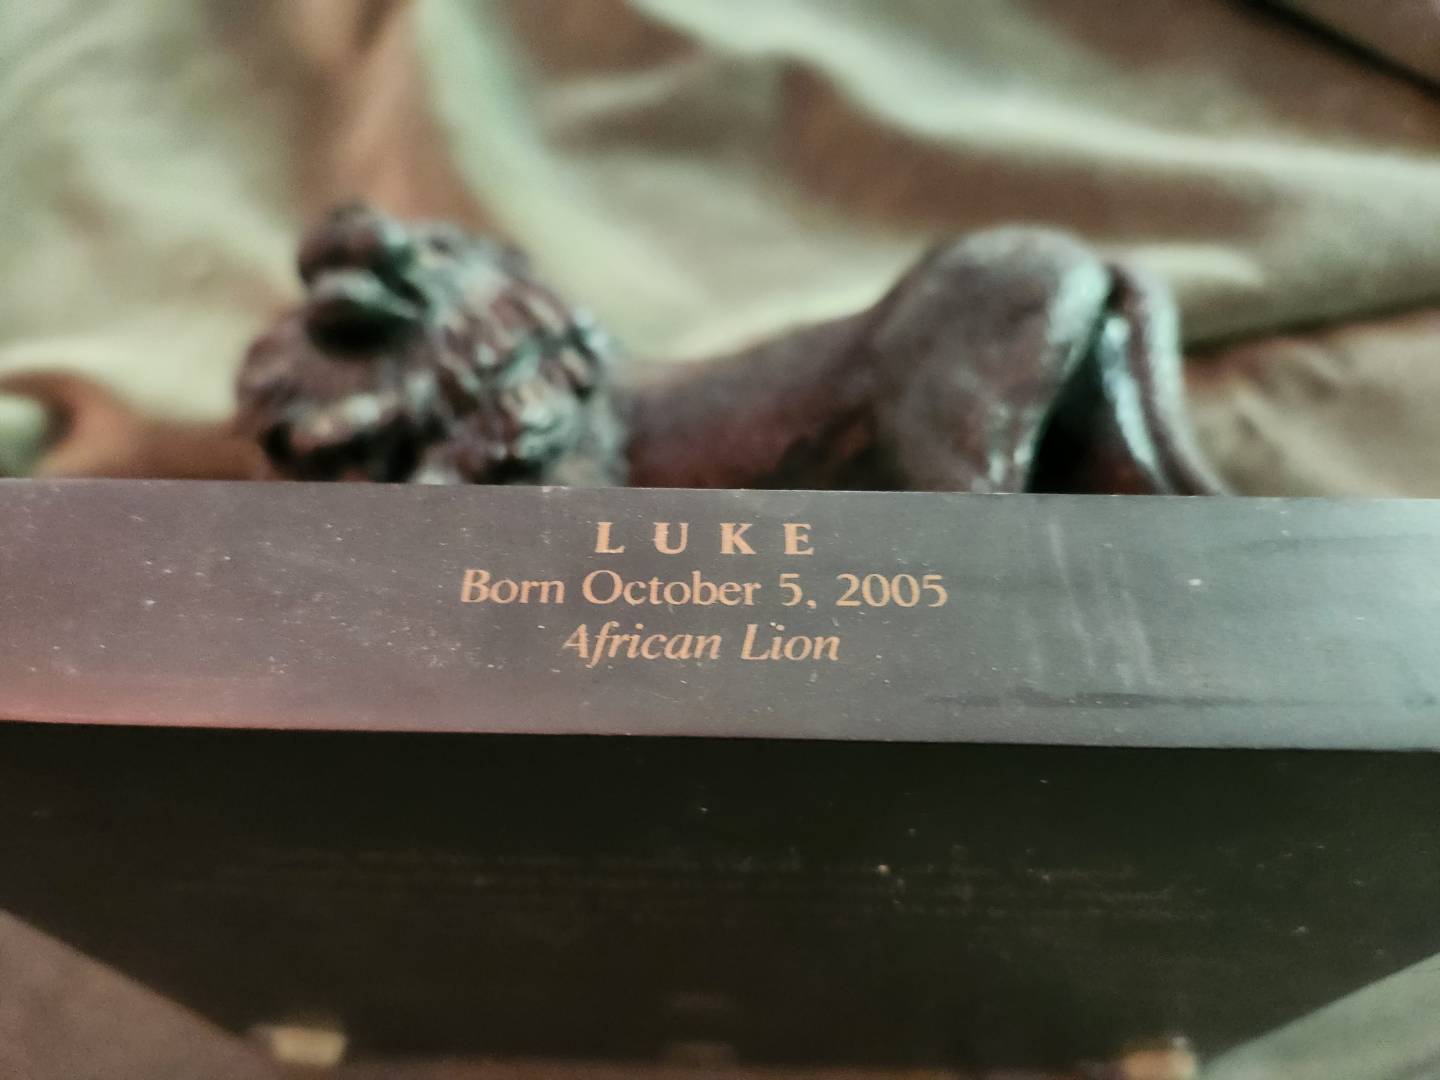 LUKE
Born October 5, 2005
African Lion